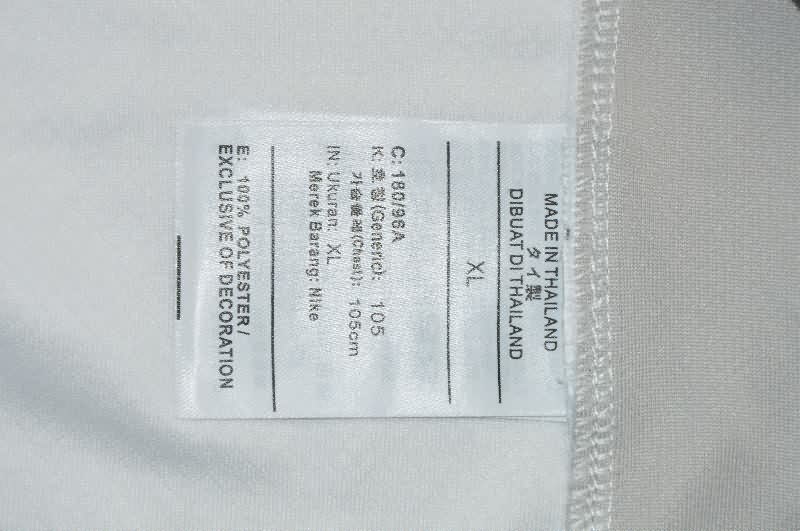 MADE IN THAILAND
タイ製
DIBUAT DI THAILAND
XL
C: 180/96A
K: 호칭(Generic): 105
가슴둘레(Chest): 105cm
IN: Ukuran: XL
Merek Barang: Nike
E: 100% POLYESTER/
EXCLUSIVE OF DECORATION